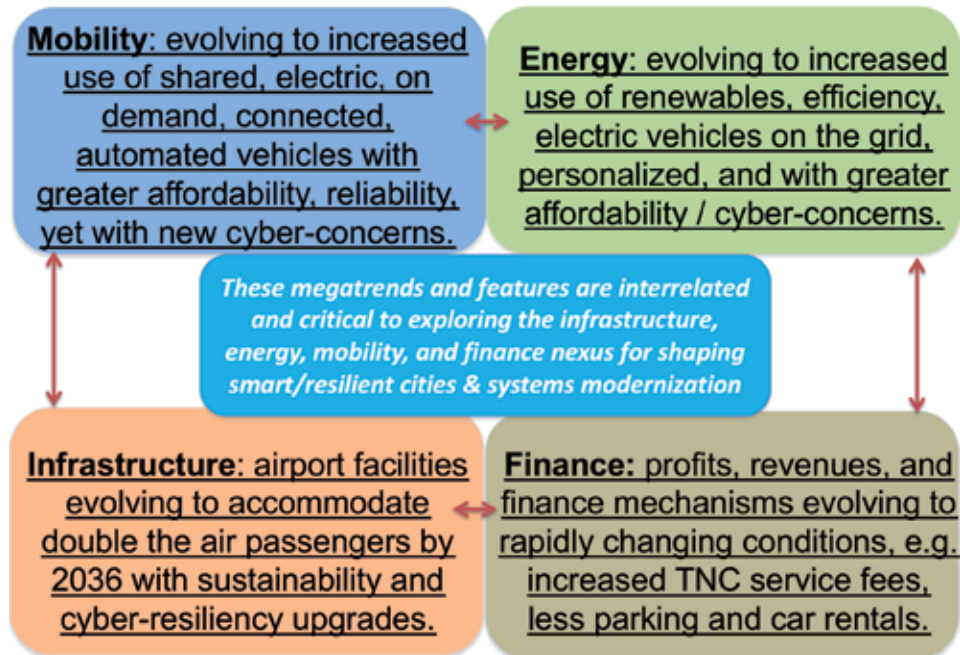 Mobility: evolving to increased
use of shared, electric, on
demand, connected,
automated vehicles with
greater affordability, reliability,
yet with new cyber-concerns.
Energy: evolving to increased
use of renewables, efficiency,
electric vehicles on the grid,
personalized, and with greater
affordability / cyber-concerns.
These megatrends and features are interrelated
and critical to exploring the infrastructure,
energy, mobility, and finance nexus for shaping
smart/resilient cities & systems modernization
Infrastructure: airport facilities
evolving to accommodate
double the air passengers by
2036 with sustainability and
cyber-resiliency upgrades.
Finance: profits, revenues, and
finance mechanisms evolving to
rapidly changing conditions, e.g.
increased TNC service fees,
less parking and car rentals.